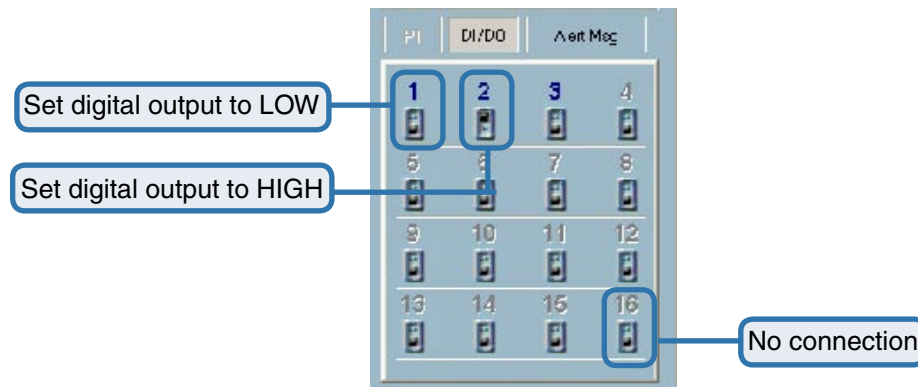 PT DI/DO Alert Msg
1 2 3 4
Set digital output to LOW
5 6 7 8
Set digital output to HIGH
9 10 11 12
13 14 15 16
No connection